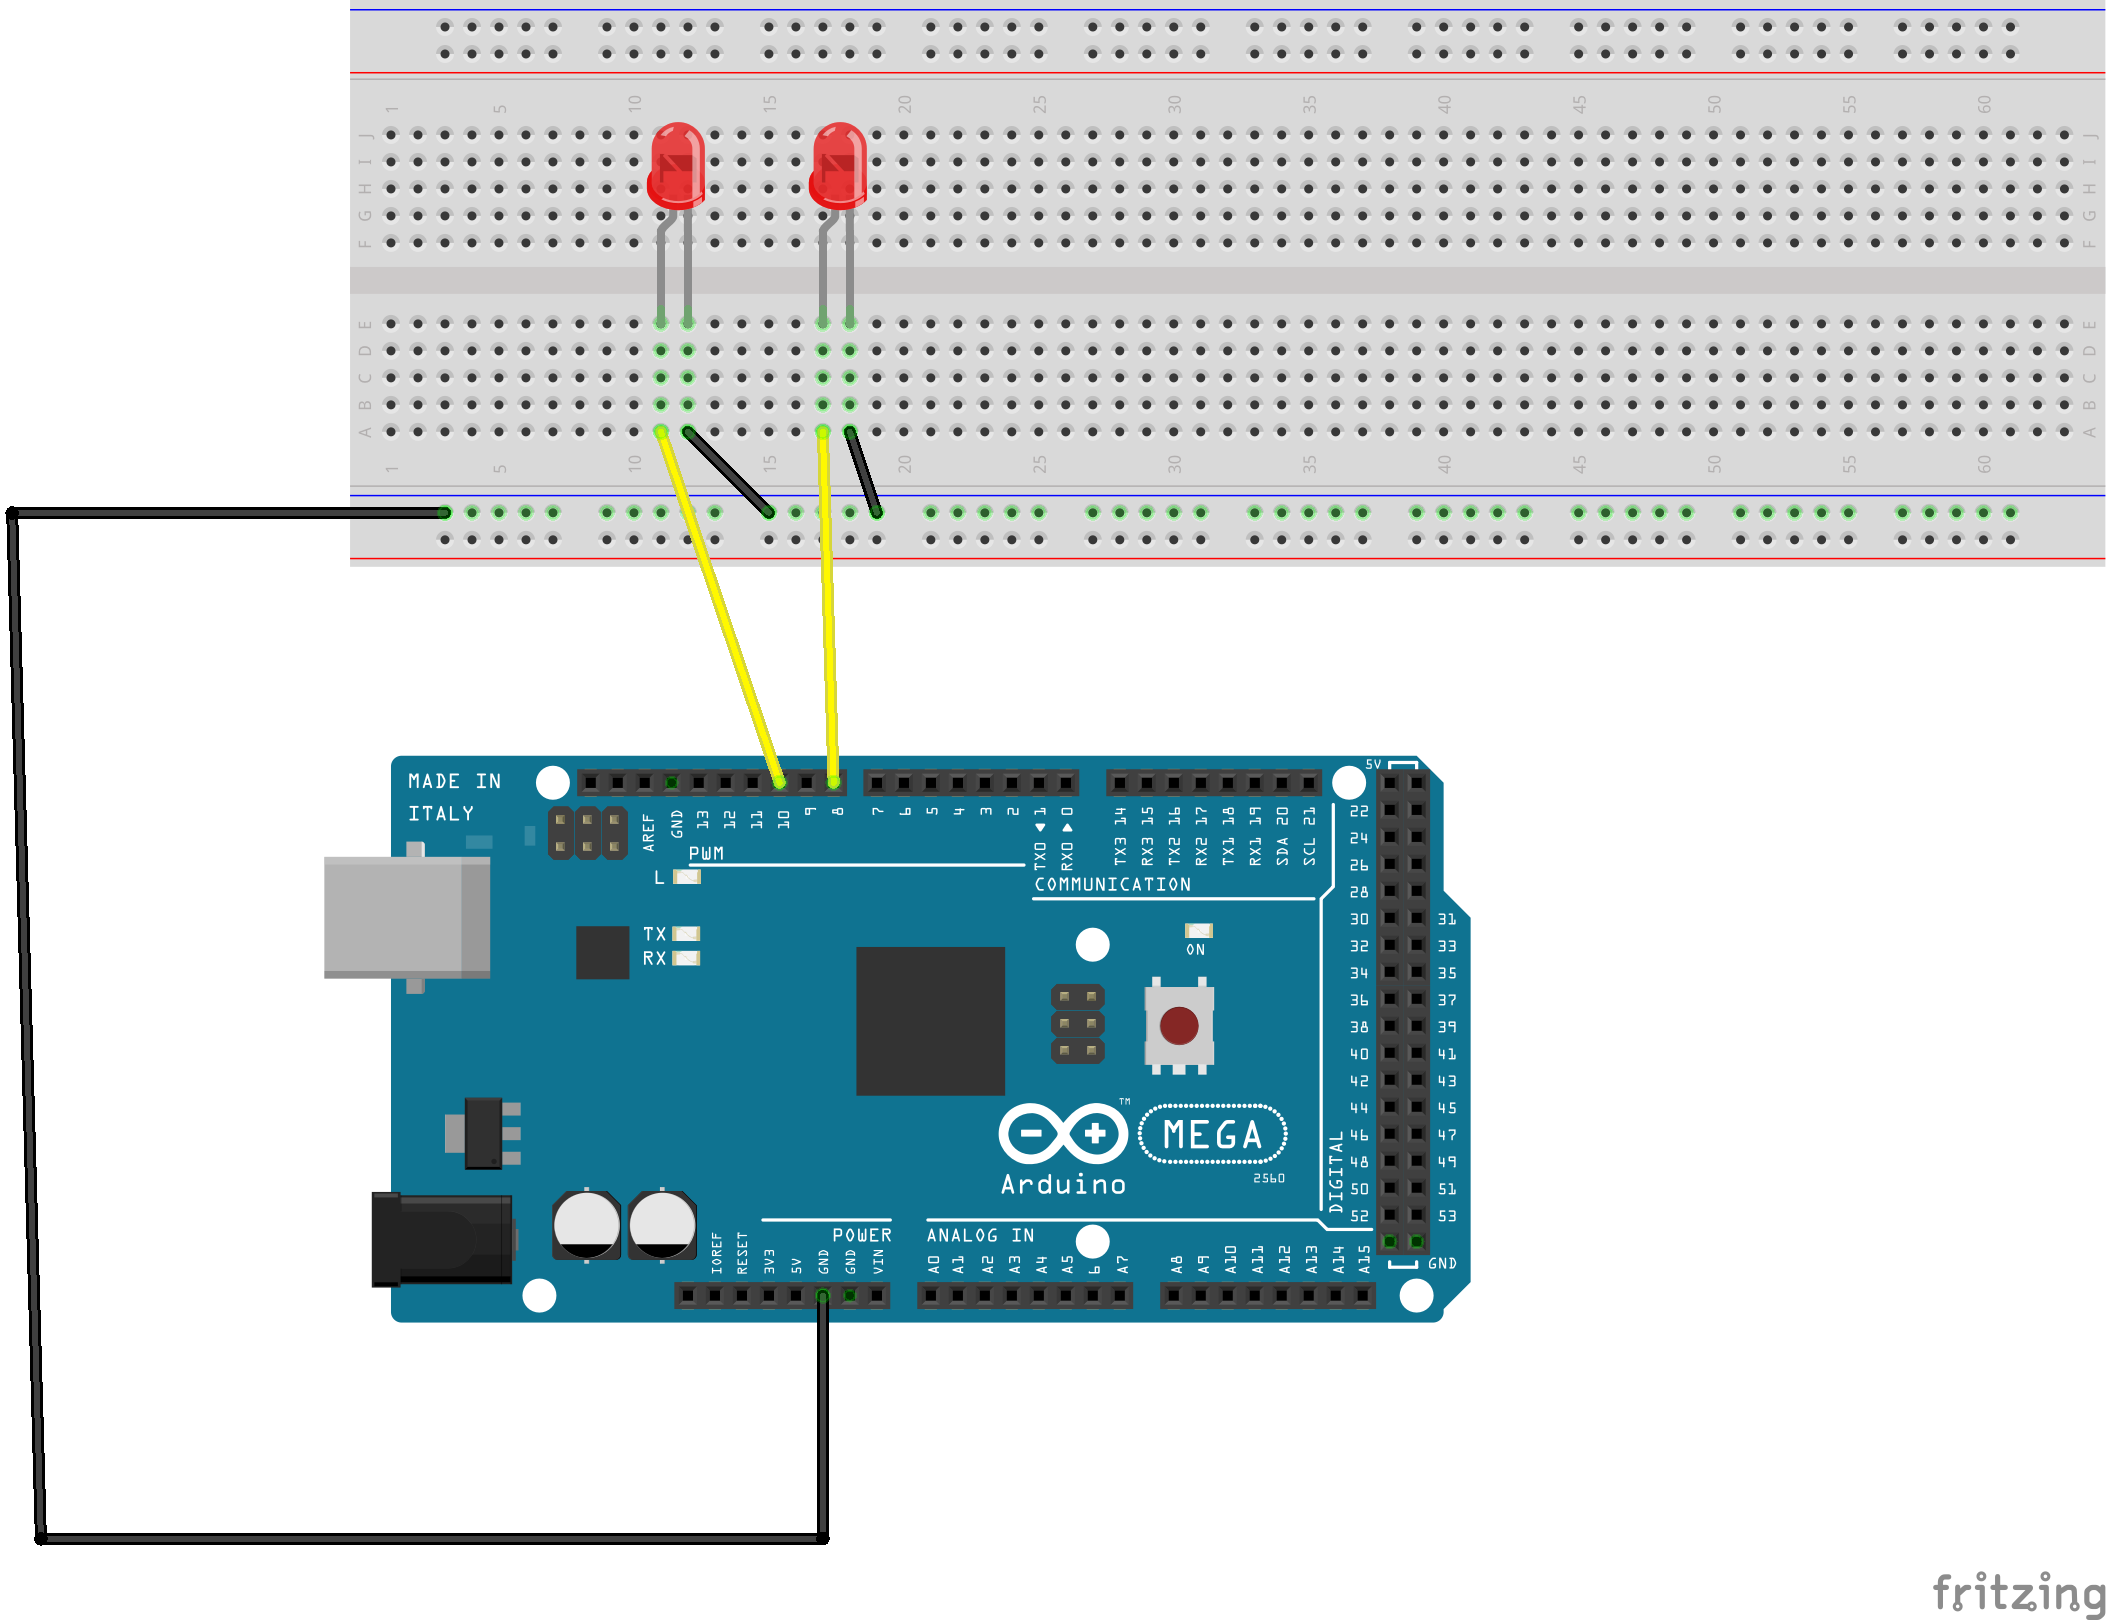 1 5 10 15 20 25 30 35 40 45 50 55 60
J J
I I
H H
G G
F F
E E
D D
C C
B B
A A
1 5 10 15 20 25 30 35 40 45 50 55 60
MADE IN
ITALY
AREF GND 13 12 11 10 9 8 7 6 5 4 3 2 TX0 1 RX0 0 TX3 14 RX3 15 TX2 16 RX2 17 TX1 18 RX1 19 SDA 20 SCL 21
5V
PWM
COMMUNICATION
L
TX
RX
ON
22
24
26
28
30 31
32 33
34 35
36 37
38 39
40 41
42 43
44 45
46 47
48 49
50 51
52 53
GND
DIGITAL
TM
MEGA
2560
Arduino
POWER
ANALOG IN
IOREF RESET 3V3 5V GND GND VIN A0 A1 A2 A3 A4 A5 6 A7 A8 A9 A10 A11 A12 A13 A14 A15
fritzing